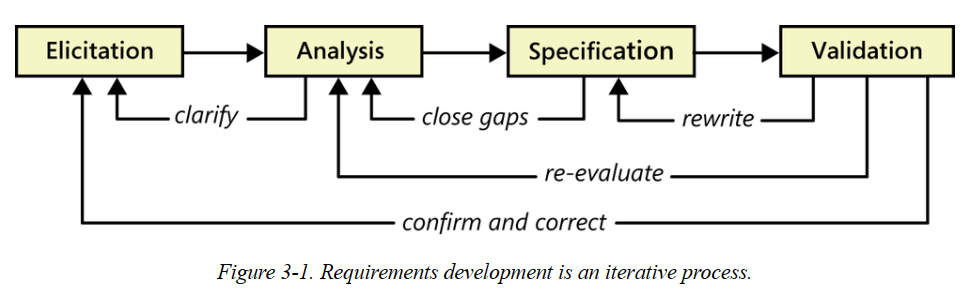 Elicitation Analysis Specification Validation
clarify close gaps rewrite
re-evaluate
confirm and correct
Figure 3-1. Requirements development is an iterative process.